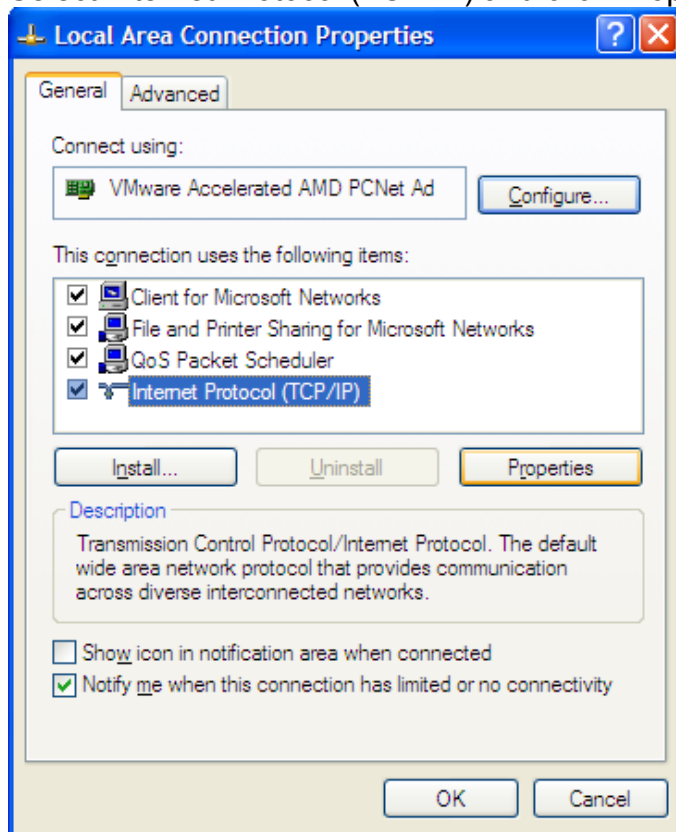 Local Area Connection Properties
General Advanced
Connect using:
VMware Accelerated AMD PCNet Ad Configure...
This connection uses the following items:
Client for Microsoft Networks
File and Printer Sharing for Microsoft Networks
QoS Packet Scheduler
Internet Protocol (TCP/IP)
Install... Uninstall Properties
Description
Transmission Control Protocol/Internet Protocol. The default
wide area network protocol that provides communication
across diverse interconnected networks.
Show icon in notification area when connected
Notify me when this connection has limited or no connectivity
OK Cancel